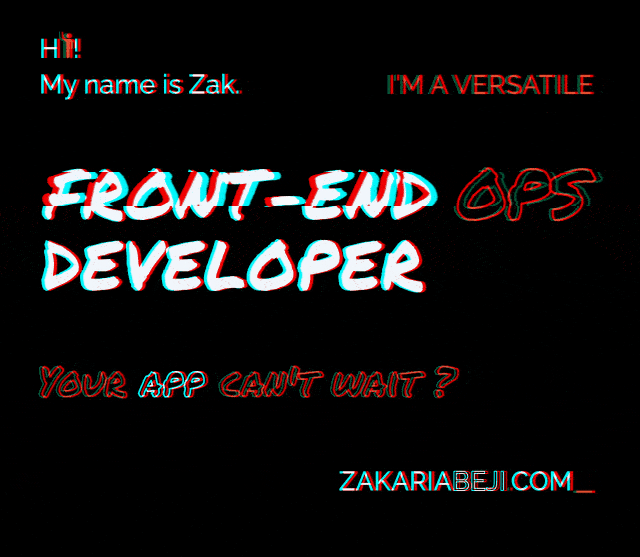 Hi!
My name is Zak.
I'M A VERSATILE
FRONT-END OPS
DEVELOPER
YOUR APP CAN'T WAIT ?
ZAKARIABEJI.COM_